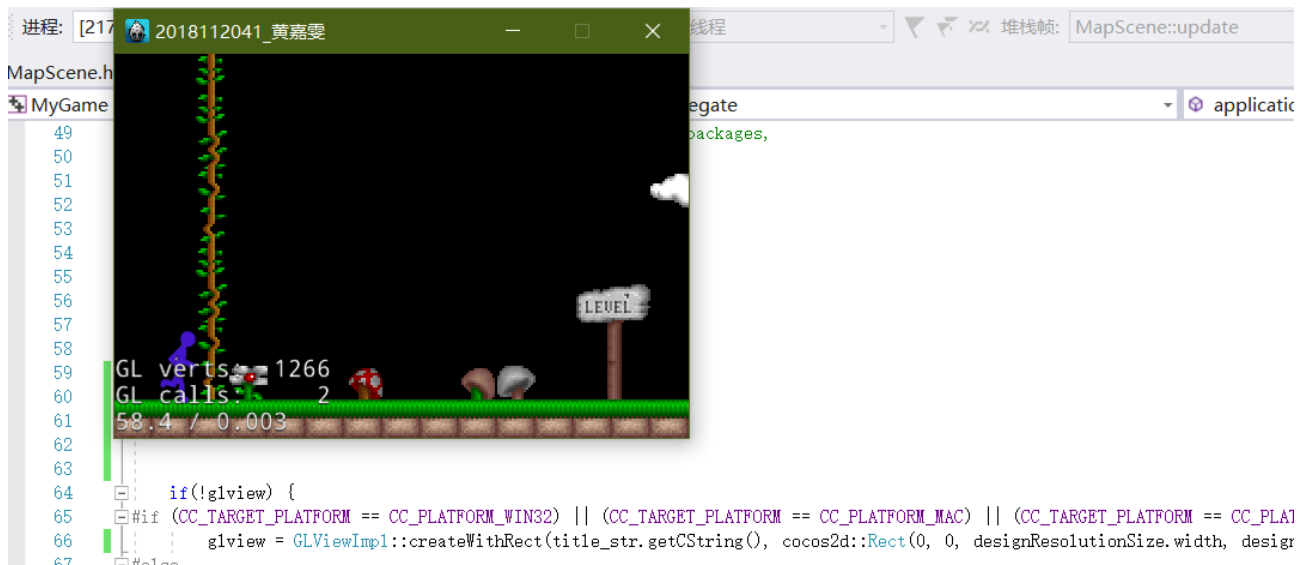 进程: [217
2018112041_黄嘉雯
线程
堆栈帧: MapScene::update
MapScene.h
MyGame
egate
applicatio
49 packages,
50
51
52
53
54
55
56
57
58
59
60
61
62
63
64 if(!glview) {
65 #if (CC_TARGET_PLATFORM == CC_PLATFORM_WIN32) || (CC_TARGET_PLATFORM == CC_PLATFORM_MAC) || (CC_TARGET_PLATFORM == CC_PLAT
66 glview = GLViewImpl::createWithRect(title_str.getCString(), cocos2d::Rect(0, 0, designResolutionSize.width, design
67 #else
LEVEL
GL verts: 1266
GL calls: 2
58.4 / 0.003